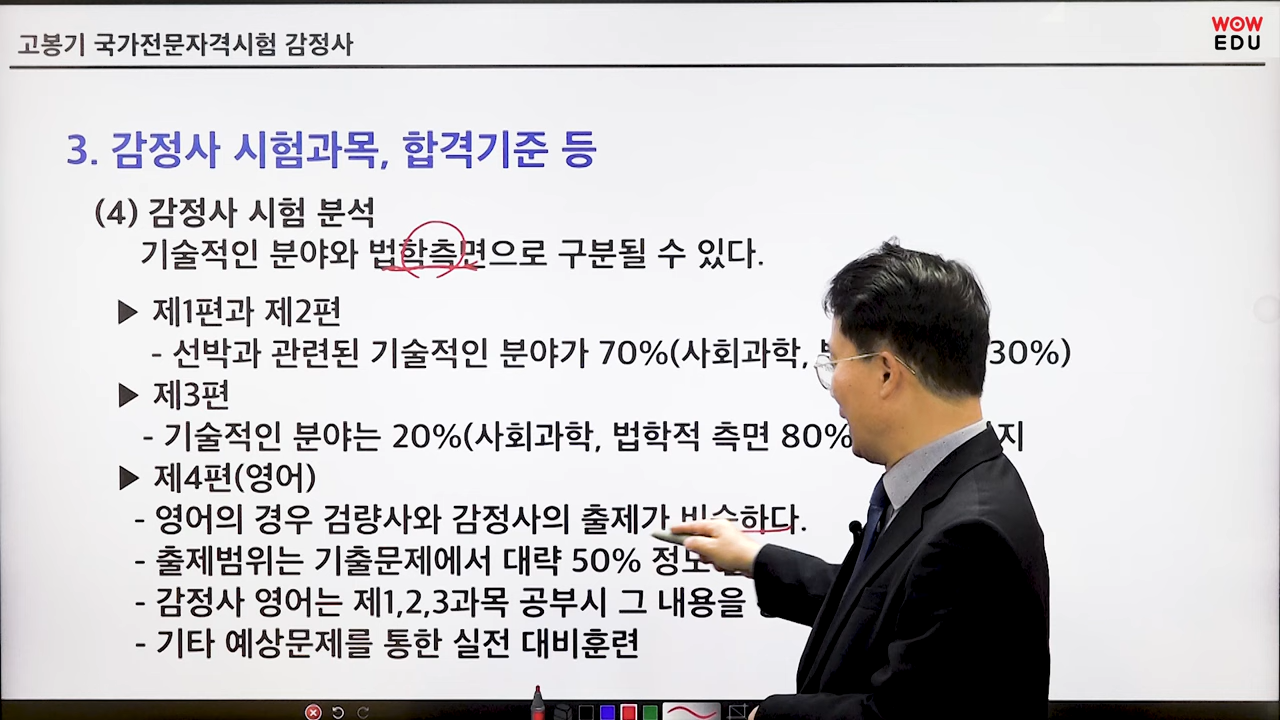 고봉기 국가전문자격시험 감정사
WOW
EDU
3. 감정사 시험과목, 합격기준 등
(4) 감정사 시험 분석
기술적인 분야와 법학측면으로 구분될 수 있다.
▶ 제1편과 제2편
- 선박과 관련된 기술적인 분야가 70%(사회과학, 30%)
▶ 제3편
- 기술적인 분야는 20%(사회과학, 법학적 측면 80% 지
▶ 제4편(영어)
- 영어의 경우 검량사와 감정사의 출제가 비슷하다.
- 출제범위는 기출문제에서 대략 50% 정도
- 감정사 영어는 제1,2,3과목 공부시 그 내용을
- 기타 예상문제를 통한 실전 대비훈련